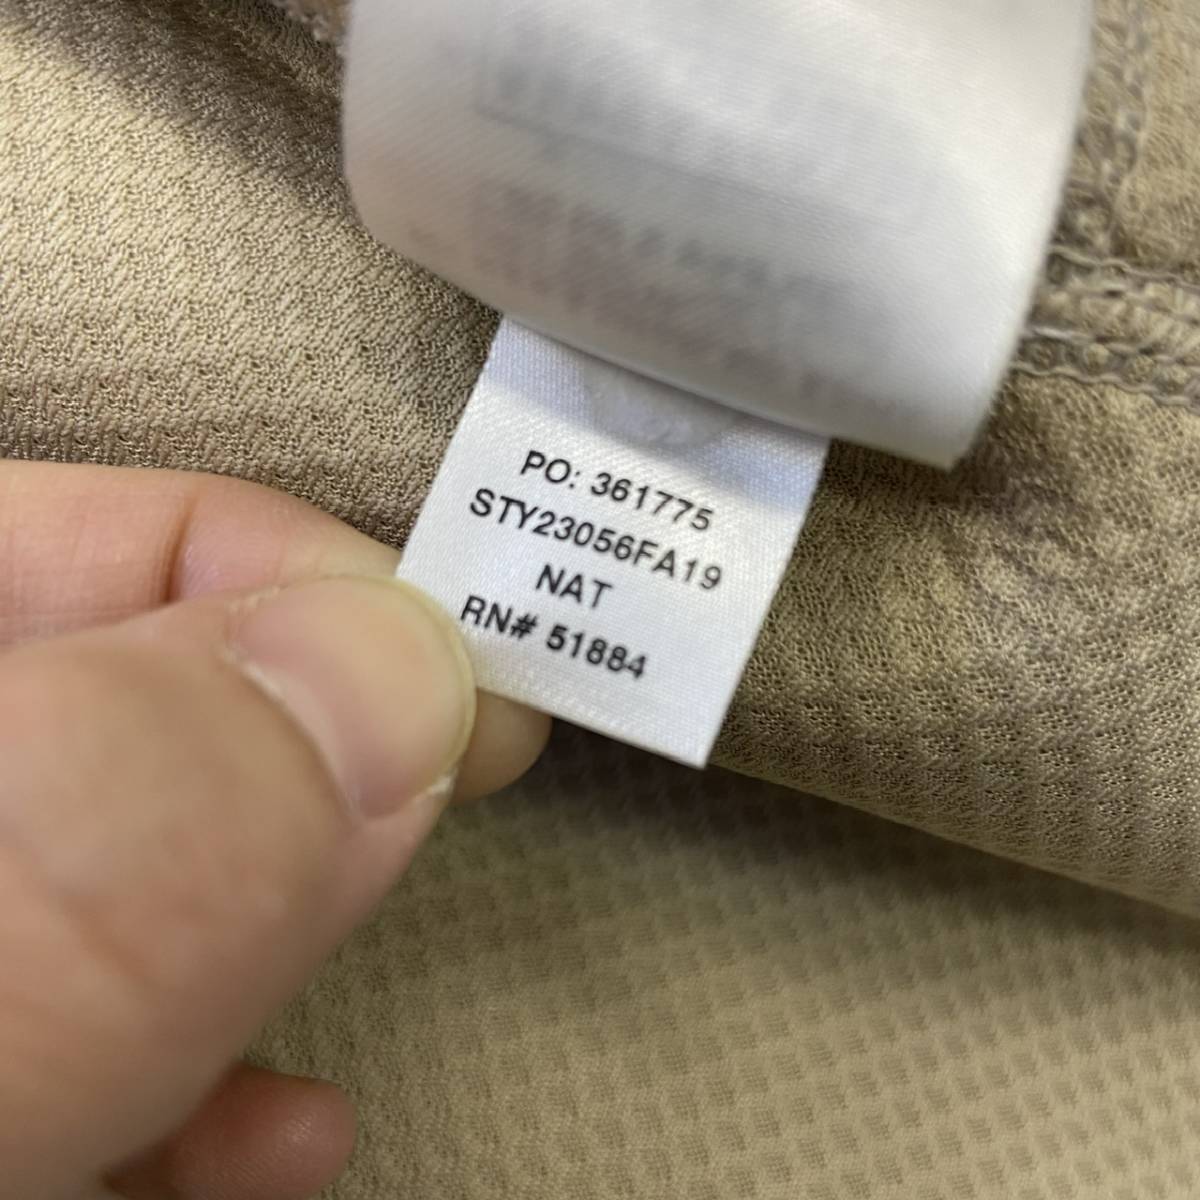 PO: 361775
STY23056FA19
NAT
RN# 51884